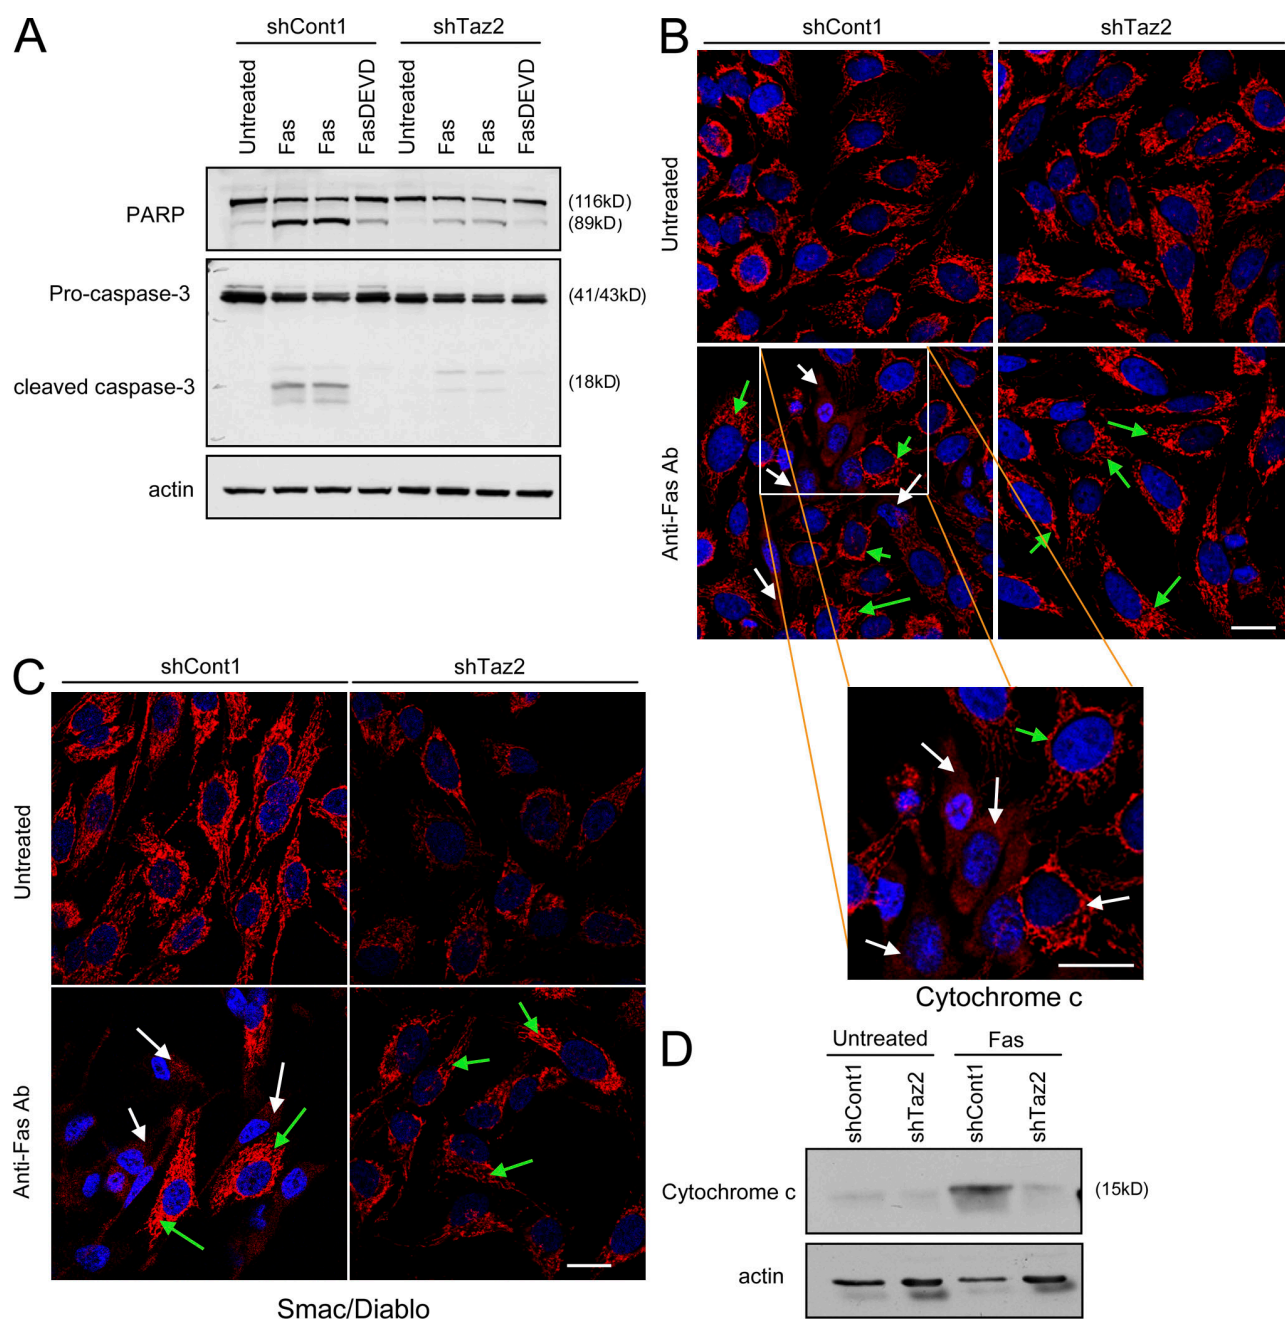 A
shCont1 shTaz2
Untreated Fas Fas FasDEVD Untreated Fas Fas FasDEVD
PARP
(116kD)
(89kD)
Pro-caspase-3 (41/43kD)
cleaved caspase-3 (18kD)
actin
B
shCont1 shTaz2
Untreated
Anti-Fas Ab
Cytochrome c
C
shCont1 shTaz2
Untreated
Anti-Fas Ab
Smac/Diablo
D
Untreated Fas
shCont1 shTaz2 shCont1 shTaz2
Cytochrome c (15kD)
actin